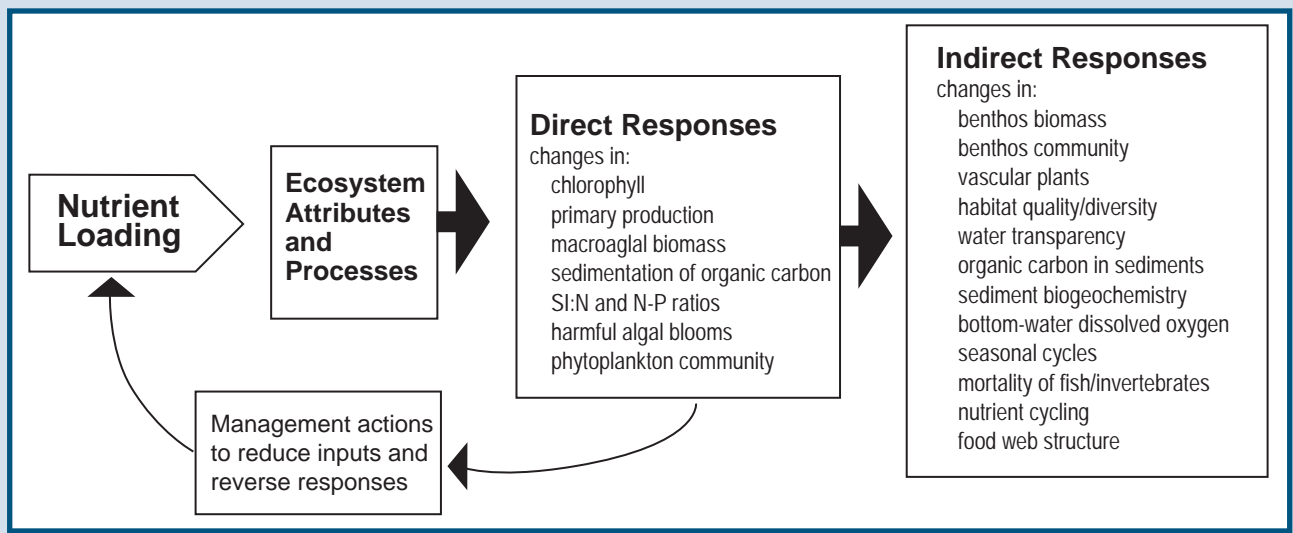 Nutrient
Loading
Ecosystem
Attributes
and
Processes
Direct Responses
changes in:
chlorophyll
primary production
macroaglal biomass
sedimentation of organic carbon
SI:N and N-P ratios
harmful algal blooms
phytoplankton community
Indirect Responses
changes in:
benthos biomass
benthos community
vascular plants
habitat quality/diversity
water transparency
organic carbon in sediments
sediment biogeochemistry
bottom-water dissolved oxygen
seasonal cycles
mortality of fish/invertebrates
nutrient cycling
food web structure
Management actions
to reduce inputs and
reverse responses